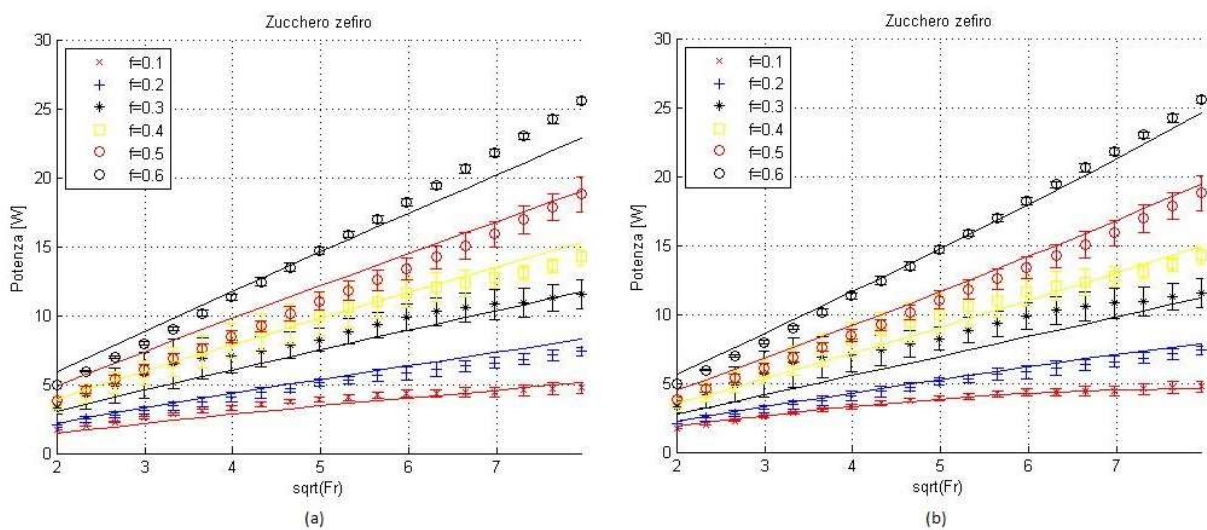 Zucchero zefiro
30
25
20
15
10
5
0
Potenza [W]
f=0.1
f=0.2
f=0.3
f=0.4
f=0.5
f=0.6
2 3 4 5 6 7
sqrt(Fr)
(a)
Zucchero zefiro
30
25
20
15
10
5
0
Potenza [W]
f=0.1
f=0.2
f=0.3
f=0.4
f=0.5
f=0.6
2 3 4 5 6 7
sqrt(Fr)
(b)